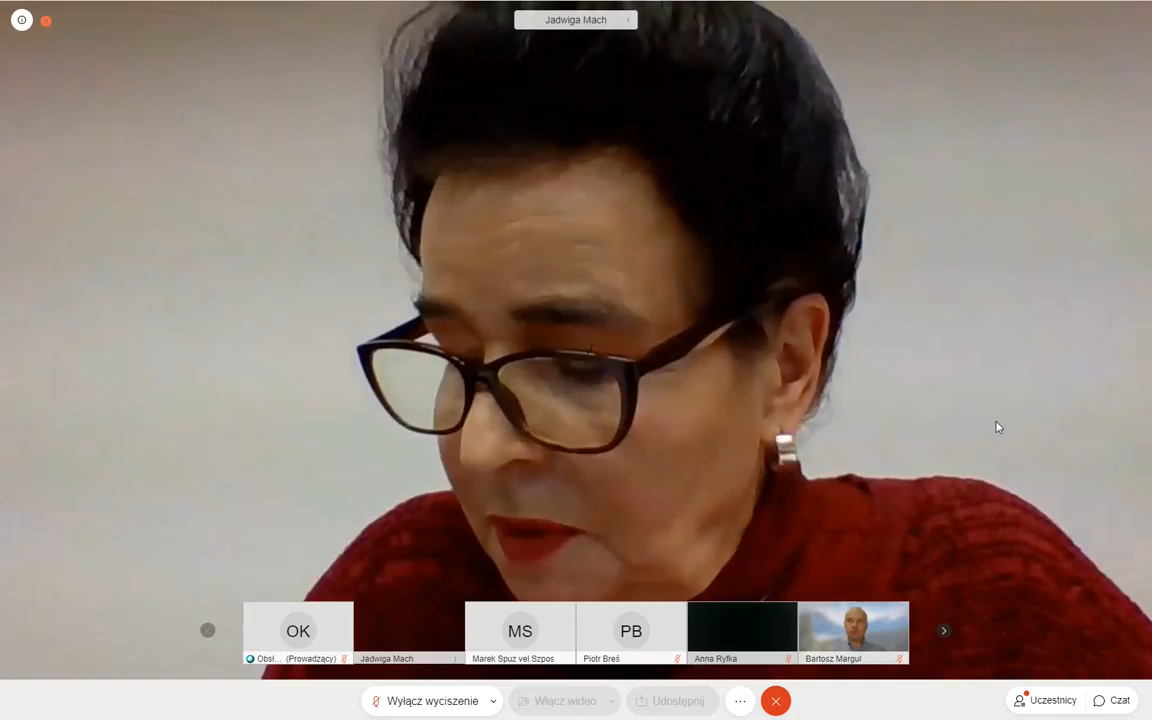 Jadwiga Mach
OK
MS
PB
Obsł... (Prowadzący)
Jadwiga Mach
Marek Spuz vel Szpos
Piotr Breś
Anna Ryfka
Bartosz Marguł
Wyłącz wyciszenie
Włącz wideo
Udostępnij
Uczestnicy
Czat